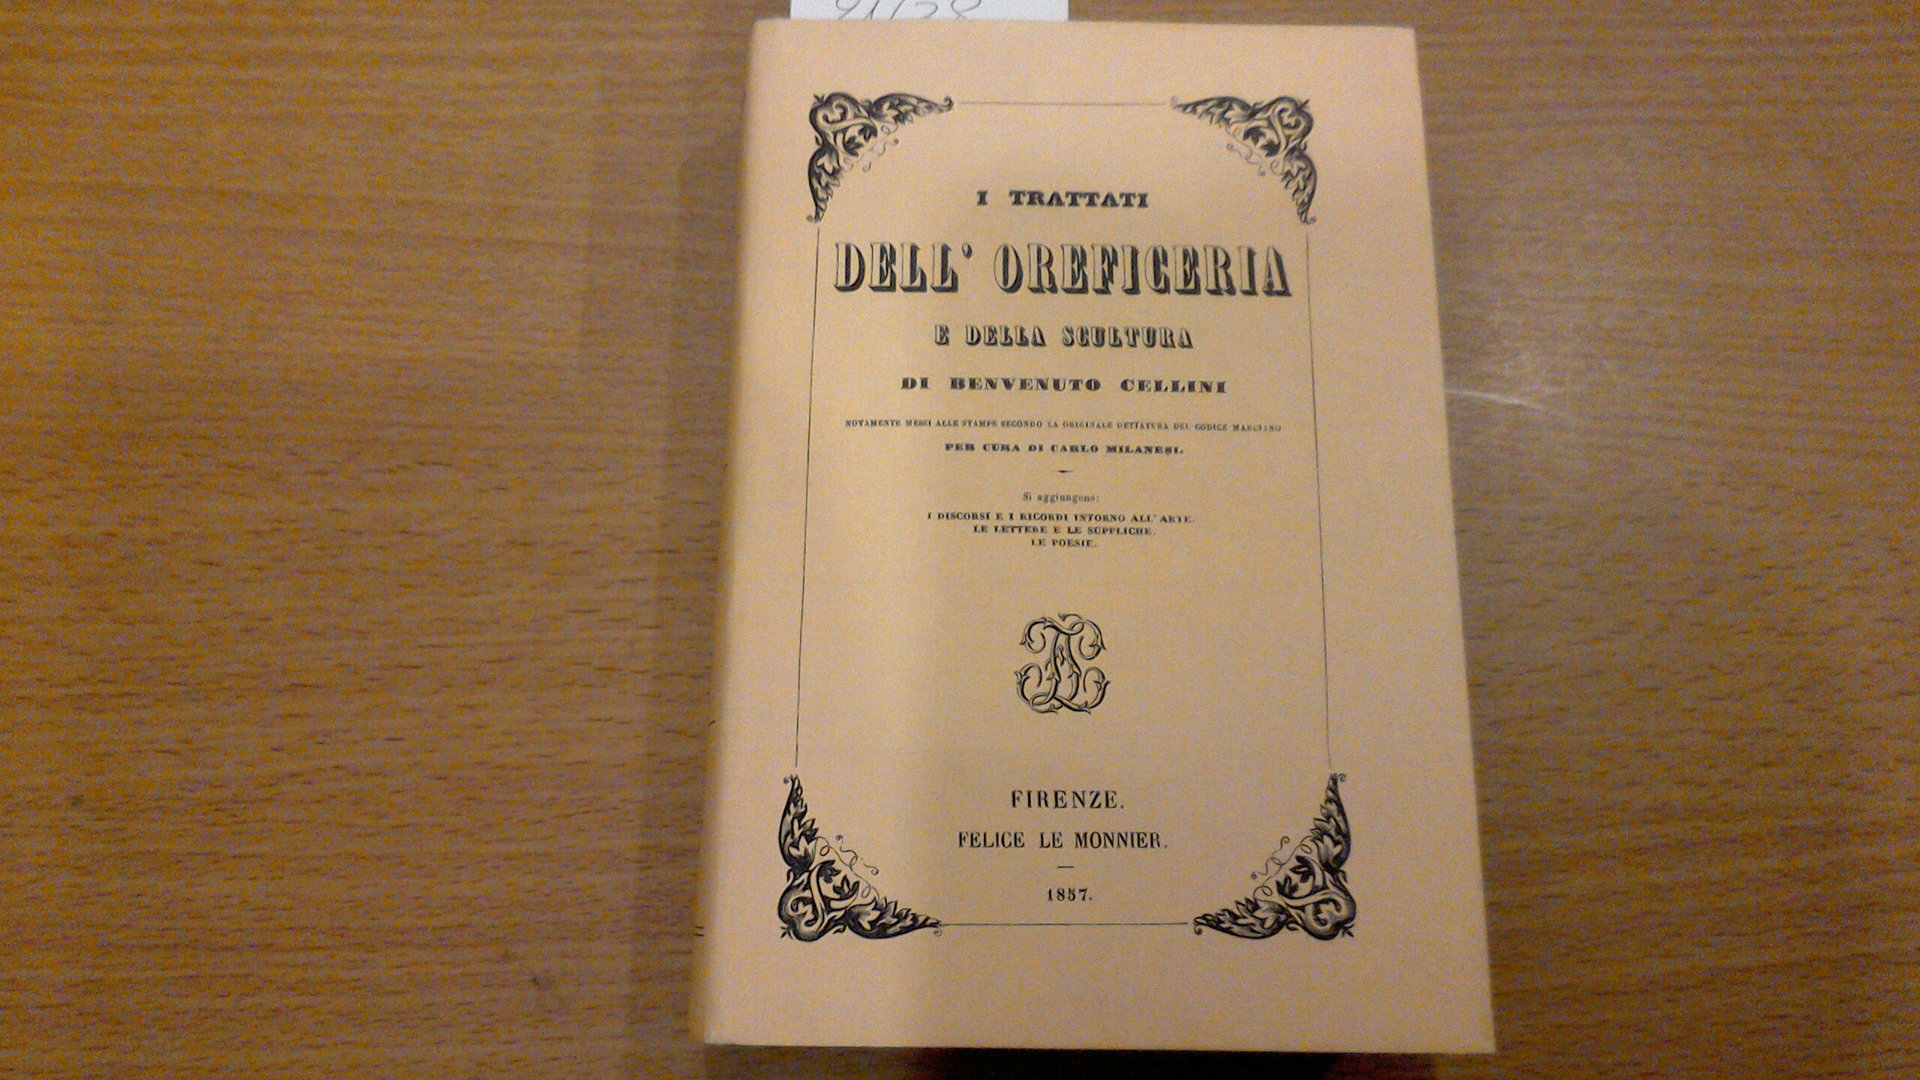 I TRATTATI
DELL' OREFICERIA
E DELLA SCULTURA
DI BENVENUTO CELLINI
NOVAMENTE MESSI ALLE STAMPE SECONDO LA ORIGINALE DETTATURA DEL CODICE MARCIANO
PER CURA DI CARLO MILANESI.
Si aggiungono:
I DISCORSI E I RICORDI INTORNO ALL'ARTE.
LE LETTERE E LE SUPPLICHE.
LE POESIE.
FIRENZE.
FELICE LE MONNIER.
1857.